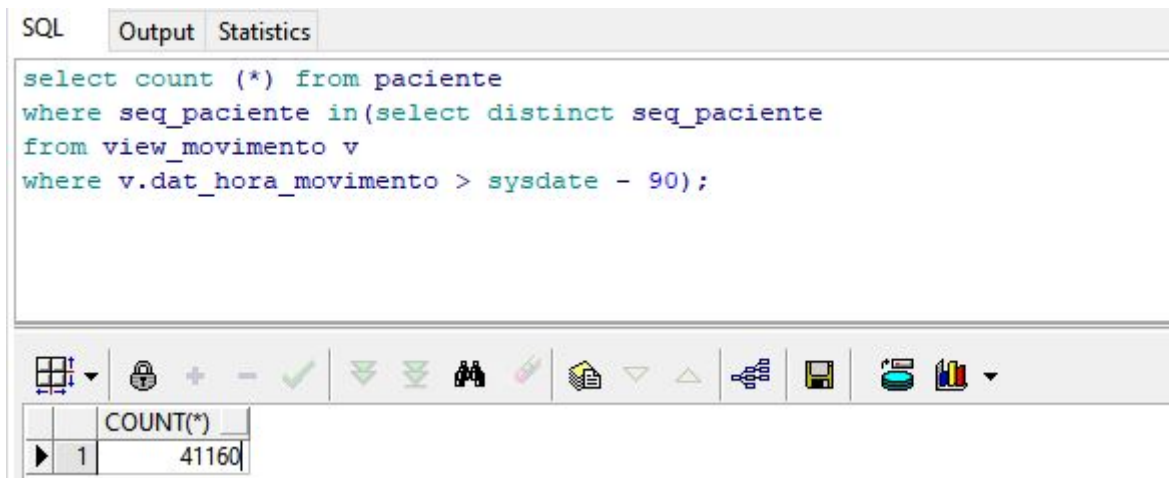 SQL Output Statistics
select count (*) from paciente
where seq_paciente in(select distinct seq_paciente
from view_movimento v
where v.dat_hora_movimento > sysdate - 90);
COUNT(*)
1 41160